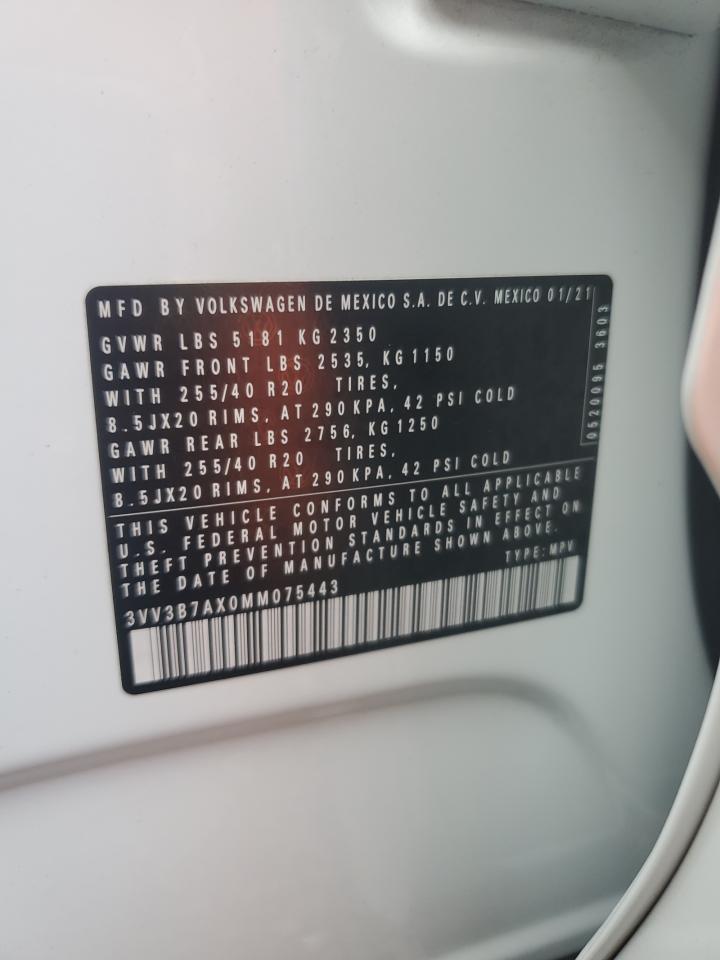 MFD BY VOLKSWAGEN DE MEXICO S.A. DE C.V. MEXICO 01/21
GVWR LBS 5181 KG 2350
GAWR FRONT LBS 2535, KG 1150
WITH 255/40 R20 TIRES,
8.5JX20 RIMS, AT 290 KPA, 42 PSI COLD
GAWR REAR LBS 2756, KG 1250
WITH 255/40 R20 TIRES,
8.5JX20 RIMS, AT 290 KPA, 42 PSI COLD
0520095 3603
THIS VEHICLE CONFORMS TO ALL APPLICABLE
U.S. FEDERAL MOTOR VEHICLE SAFETY AND
THEFT PREVENTION STANDARDS IN EFFECT ON
THE DATE OF MANUFACTURE SHOWN ABOVE.
TYPE: MPV
3VV3B7AX0MM075443